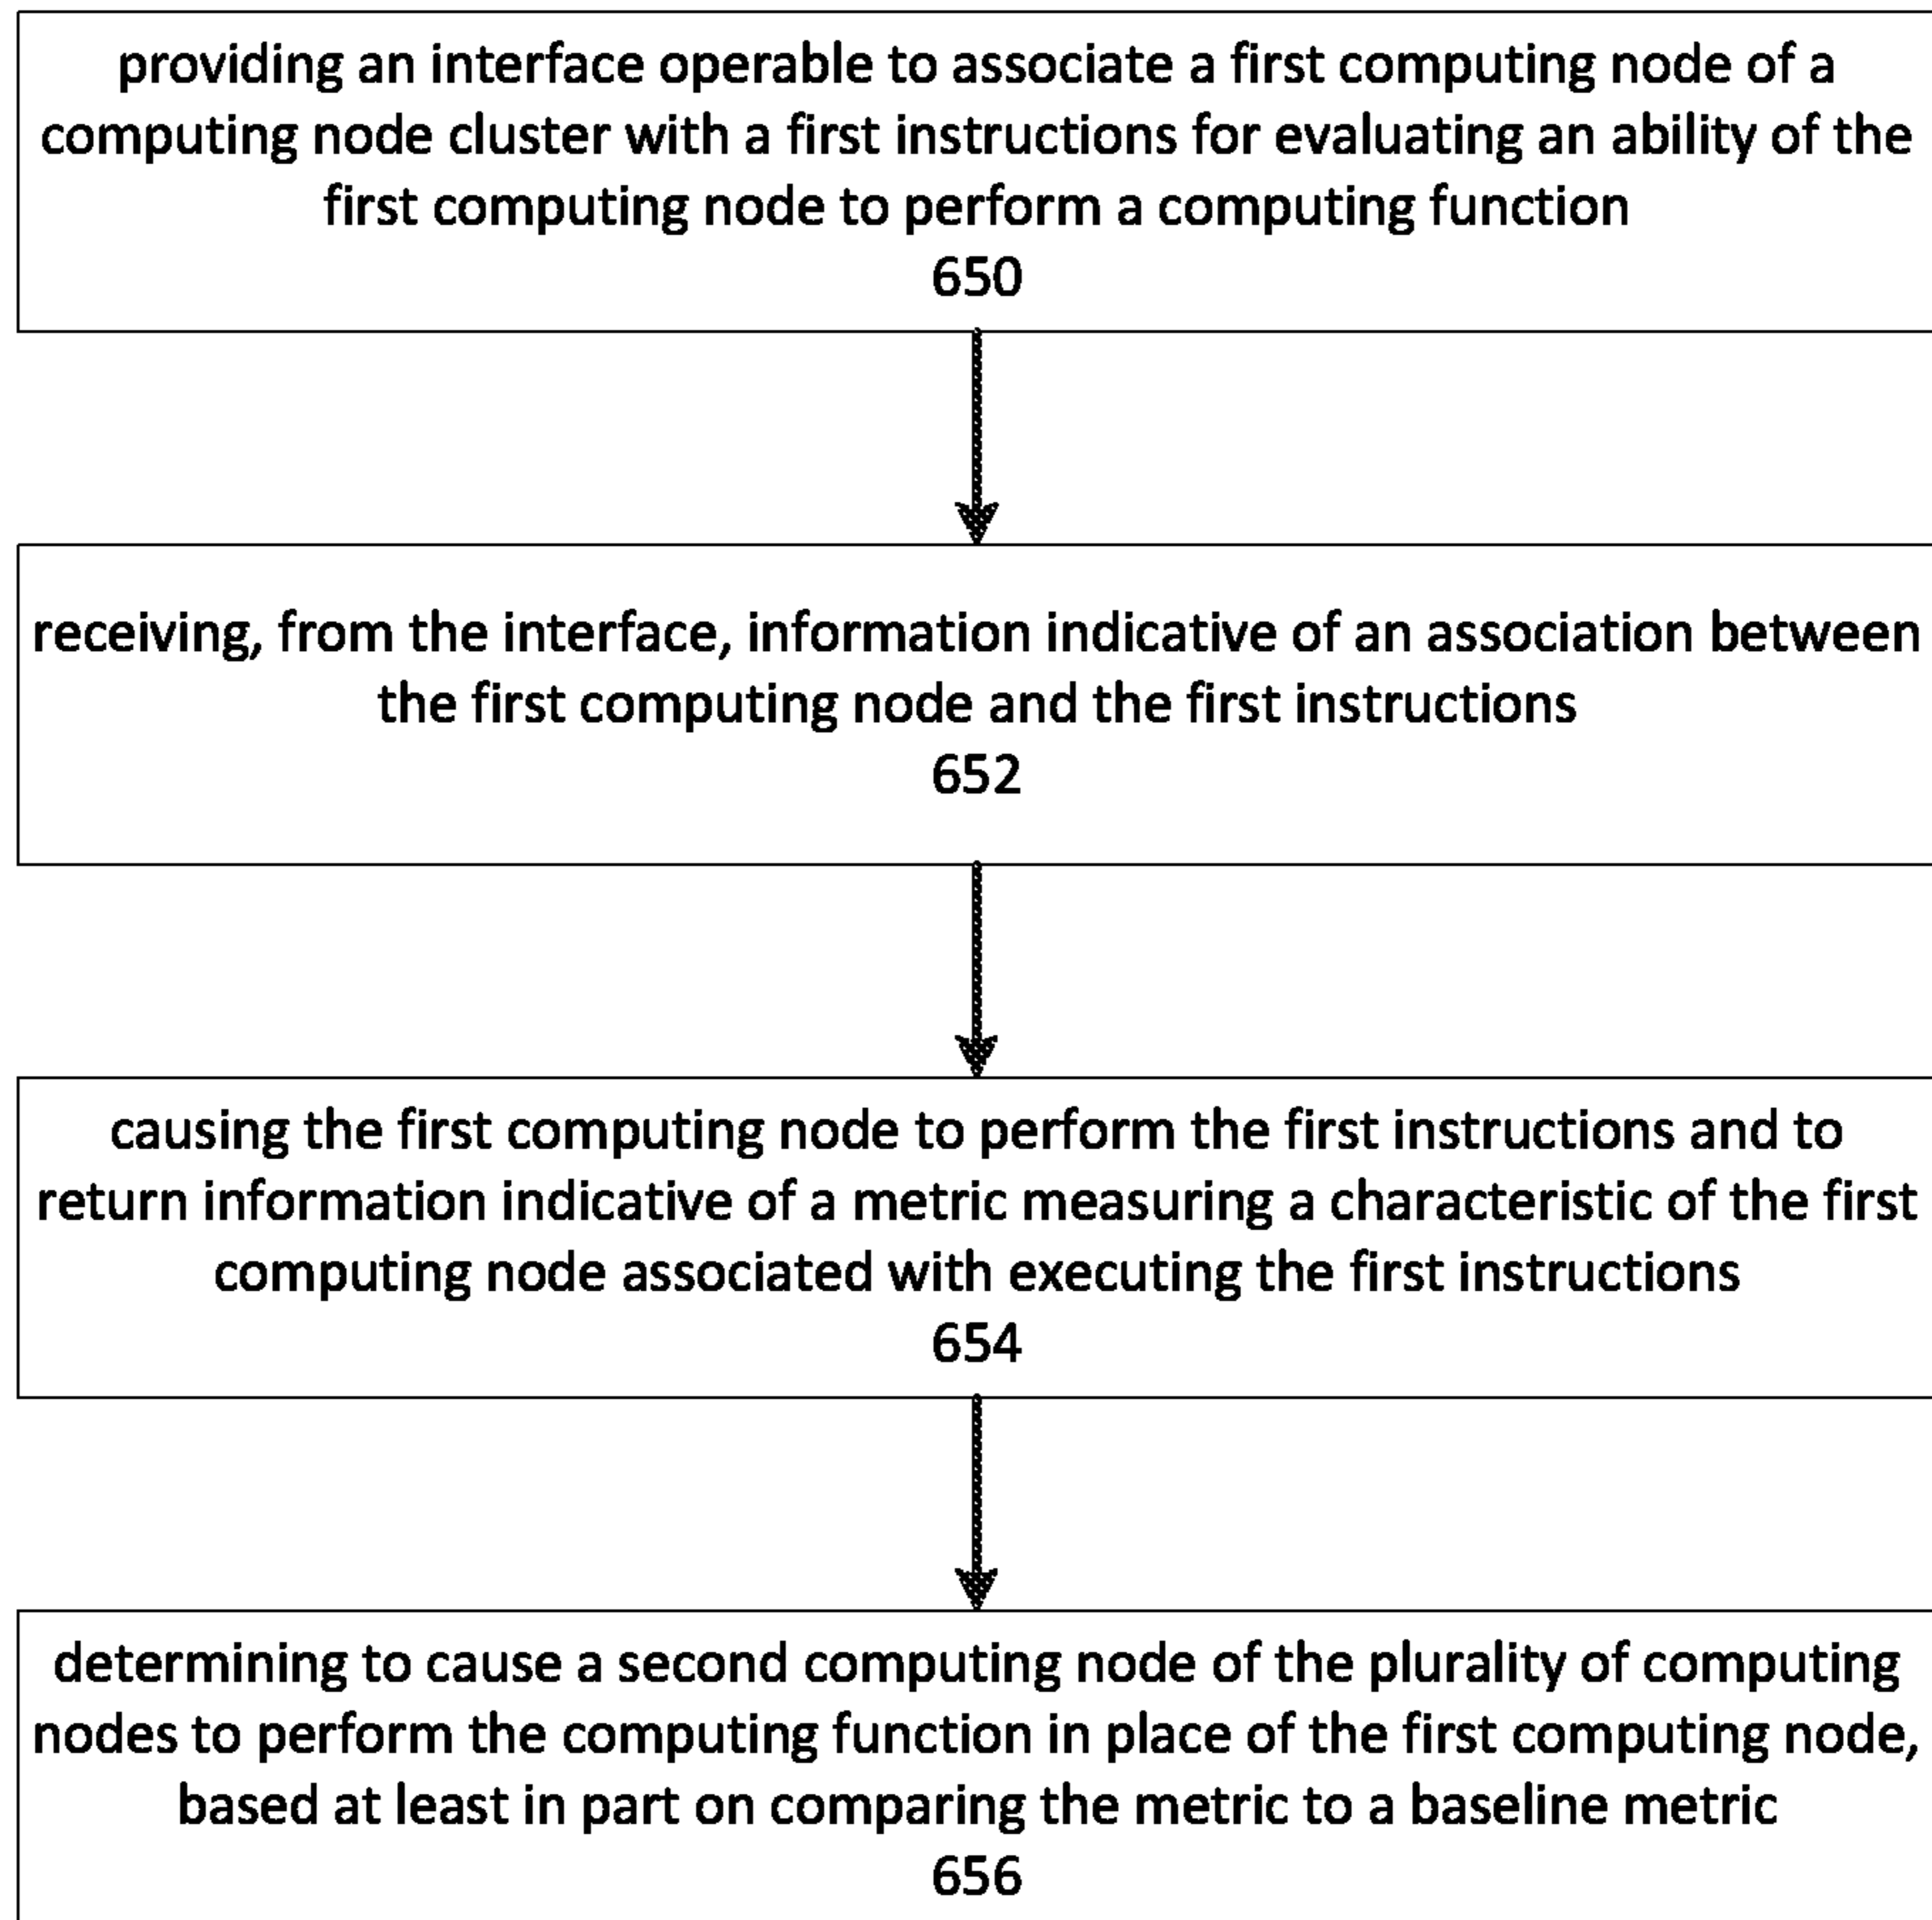 providing an interface operable to associate a first computing node of a
computing node cluster with a first instructions for evaluating an ability of the
first computing node to perform a computing function
650
receiving, from the interface, information indicative of an association between
the first computing node and the first instructions
652
causing the first computing node to perform the first instructions and to
return information indicative of a metric measuring a characteristic of the first
computing node associated with executing the first instructions
654
determining to cause a second computing node of the plurality of computing
nodes to perform the computing function in place of the first computing node,
based at least in part on comparing the metric to a baseline metric
656